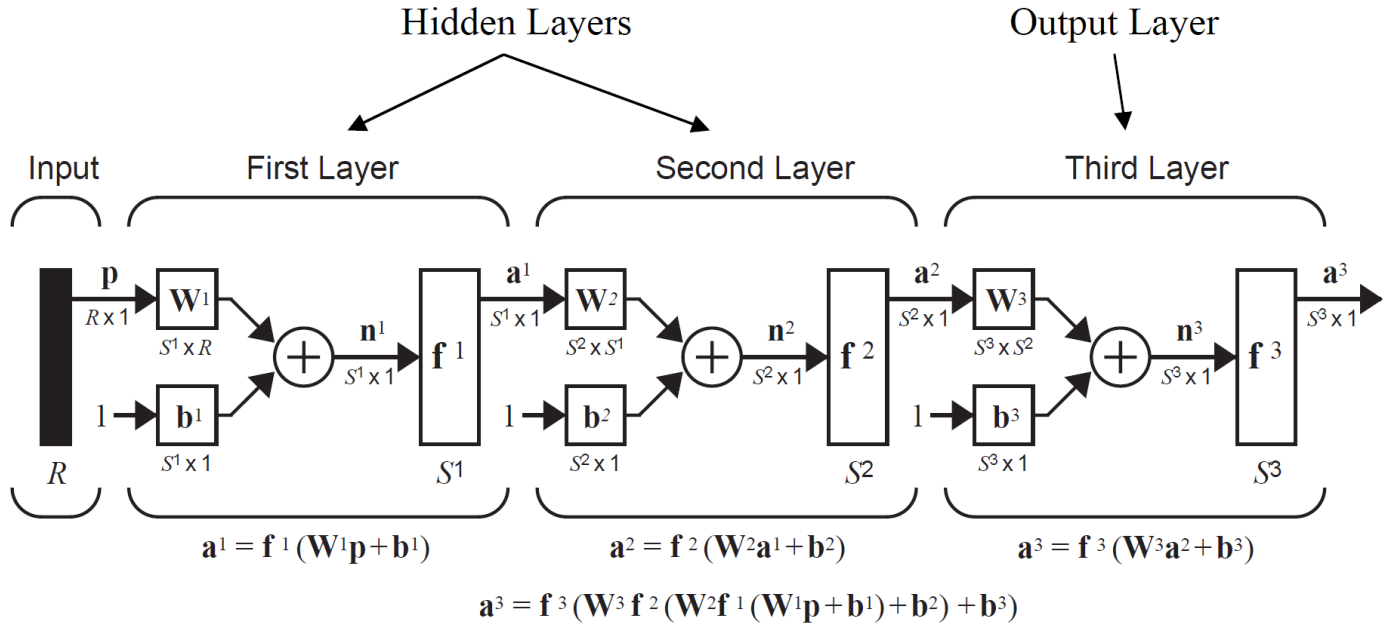 Hidden Layers Output Layer
Input First Layer Second Layer Third Layer
p a¹ a² a³
W¹ W² W³
R x 1 S¹ x 1 S² x 1 S³ x 1
S¹ x R n¹ S² x S¹ n² S³ x S² n³
f ¹ f ² f ³
S¹ x 1 S² x 1 S³ x 1
1 b¹ 1 b² 1 b³
S¹ x 1 S² x 1 S³ x 1
R S¹ S² S³
a¹ = f ¹ (W¹p + b¹) a² = f ² (W²a¹ + b²) a³ = f ³ (W³a² + b³)
a³ = f ³ (W³ f ² (W²f ¹ (W¹p + b¹) + b²) + b³)